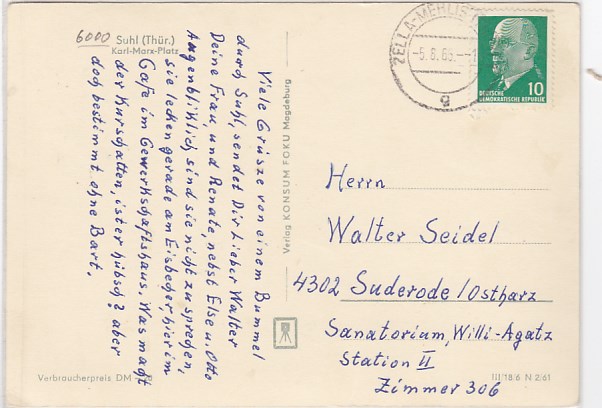 6000 Suhl (Thür.)
Karl-Marx-Platz
Viele Grüsze von einem Bummel
durch Suhl, sendet Dir lieber Walter
Deine Frau, und Renate, nebst Else u. Otto
Augenblicklich sind sie nicht zu sprechen,
sie lecken gerade am Eisbecher, hier im
Cafe im Gewerkschaftshaus. Was macht
der Kurschatten, ist er hübsch? aber
doch bestimmt ohne Bart.
Verlag KONSUM FOKU Magdeburg
ZELLA-MEHLIS
-5.8.65.-
g
10
DEUTSCHE
DEMOKRATISCHE REPUBLIK
Herrn
Walter Seidel
4302 Suderode/Ostharz
Sanatorium, Willi-Agatz
Station II
Zimmer 306
Verbraucherpreis DM
III/18/6 N 2/61